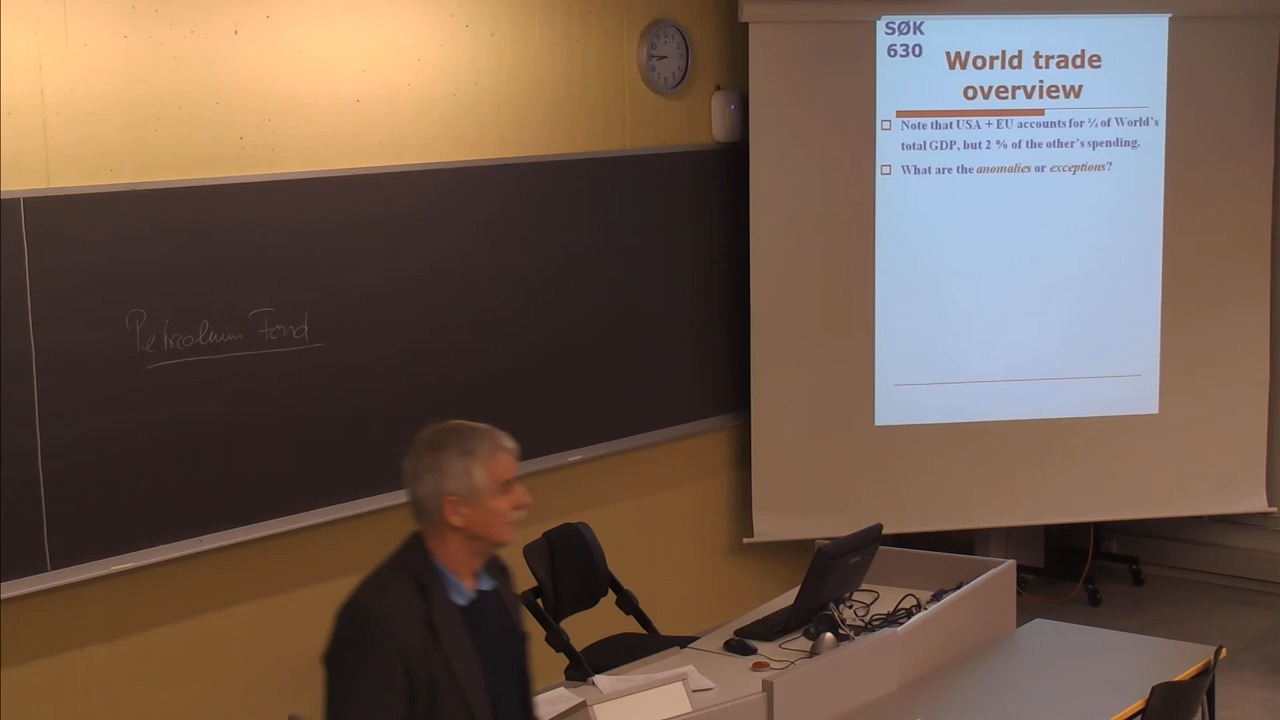 SØK
630
World trade
overview
Note that USA + EU accounts for ¼ of World's
total GDP, but 2 % of the other's spending.
What are the anomalies or exceptions?
Petroleum Fond